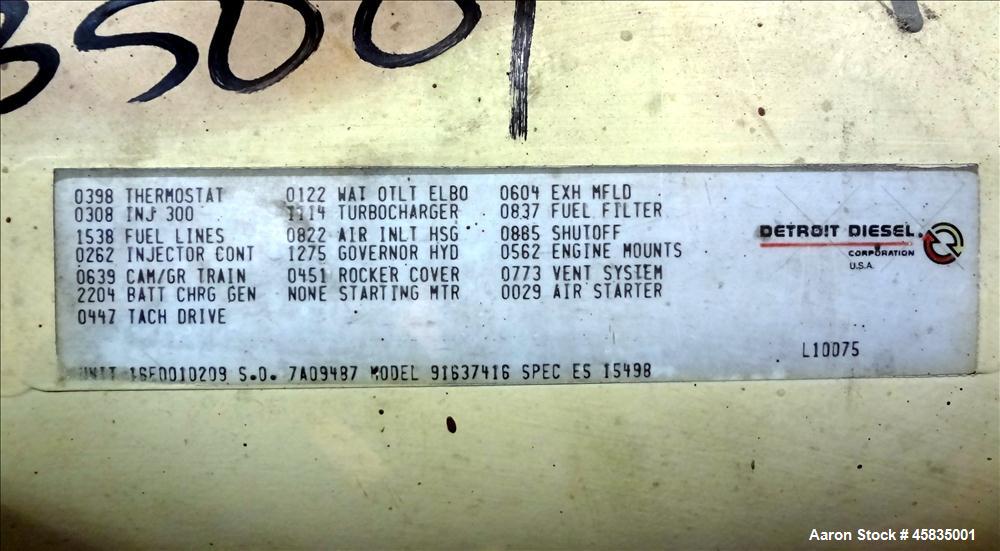 3500
0398 THERMOSTAT 0122 WAT OTLT ELBO 0604 EXH MFLD
0308 INJ 300 1114 TURBOCHARGER 0837 FUEL FILTER
1538 FUEL LINES 0822 AIR INLT HSG 0885 SHUTOFF
0262 INJECTOR CONT 1275 GOVERNOR HYD 0562 ENGINE MOUNTS
0639 CAM/GR TRAIN 0451 ROCKER COVER 0773 VENT SYSTEM
2204 BATT CHRG GEN NONE STARTING MTR 0029 AIR STARTER
0447 TACH DRIVE
DETROIT DIESEL
CORPORATION
U.S.A.
L10075
UNIT 16E0010209 S.O. 7A09487 MODEL 91637416 SPEC ES 15498
Aaron Stock # 45835001